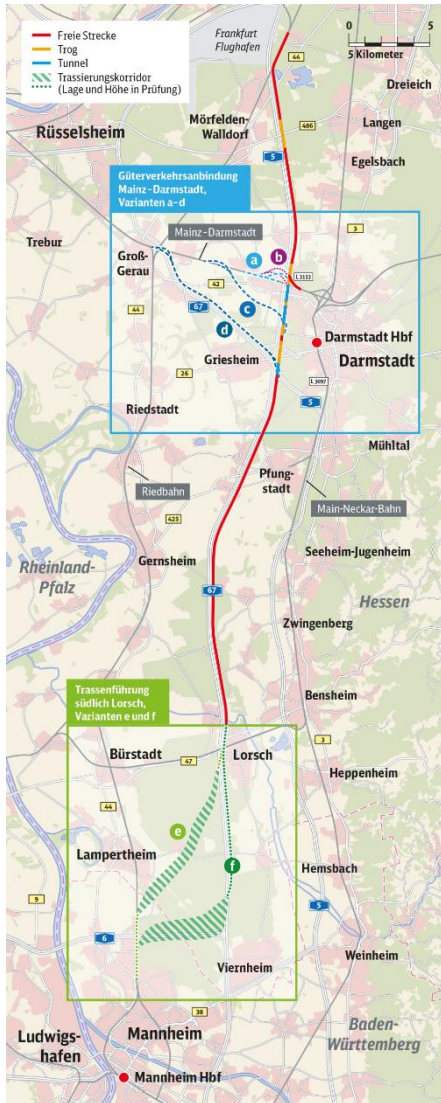 Freie Strecke
Trog
Tunnel
Trassierungskorridor
(Lage und Höhe in Prüfung)
Frankfurt
Flughafen
0 5
5 Kilometer
44
Dreieich
Mörfelden-
Walldorf
486
Langen
Rüsselsheim
5
Egelsbach
Güterverkehrsanbindung
Mainz-Darmstadt,
Varianten a-d
3
Trebur
Mainz-Darmstadt
Groß-
Gerau
a
b
L 3113
42
67
44
c
d
Darmstadt Hbf
Griesheim
Darmstadt
26
L 3097
5
Riedstadt
Mühltal
Riedbahn
Pfung-
stadt
Main-Neckar-Bahn
425
Seeheim-Jugenheim
Gernsheim
Rheinland-
Pfalz
67
Hessen
Zwingenberg
Trassenführung
südlich Lorsch,
Varianten e und f
Bensheim
Bürstadt
47
Lorsch
3
Heppenheim
44
e
Lampertheim
f
Hemsbach
9
5
6
Weinheim
Viernheim
38
Ludwigs-
hafen
Mannheim
Baden-
Württemberg
Mannheim Hbf